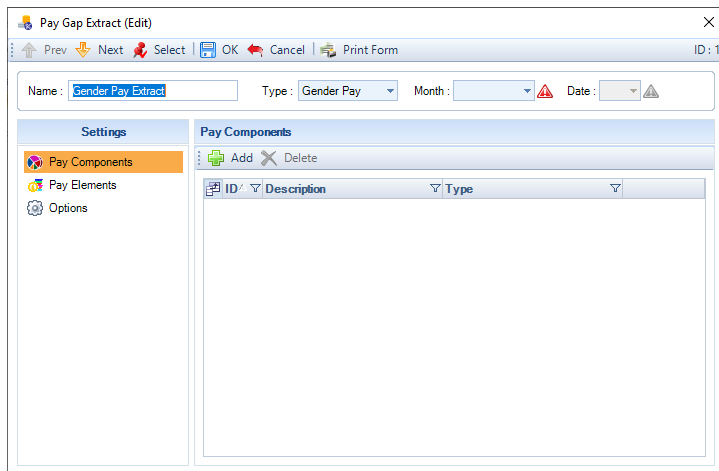 Pay Gap Extract (Edit)
Prev Next Select OK Cancel Print Form ID : 1
Name : Gender Pay Extract Type : Gender Pay Month : Date :
Settings Pay Components
Pay Components Add Delete
Pay Elements ID Description Type
Options